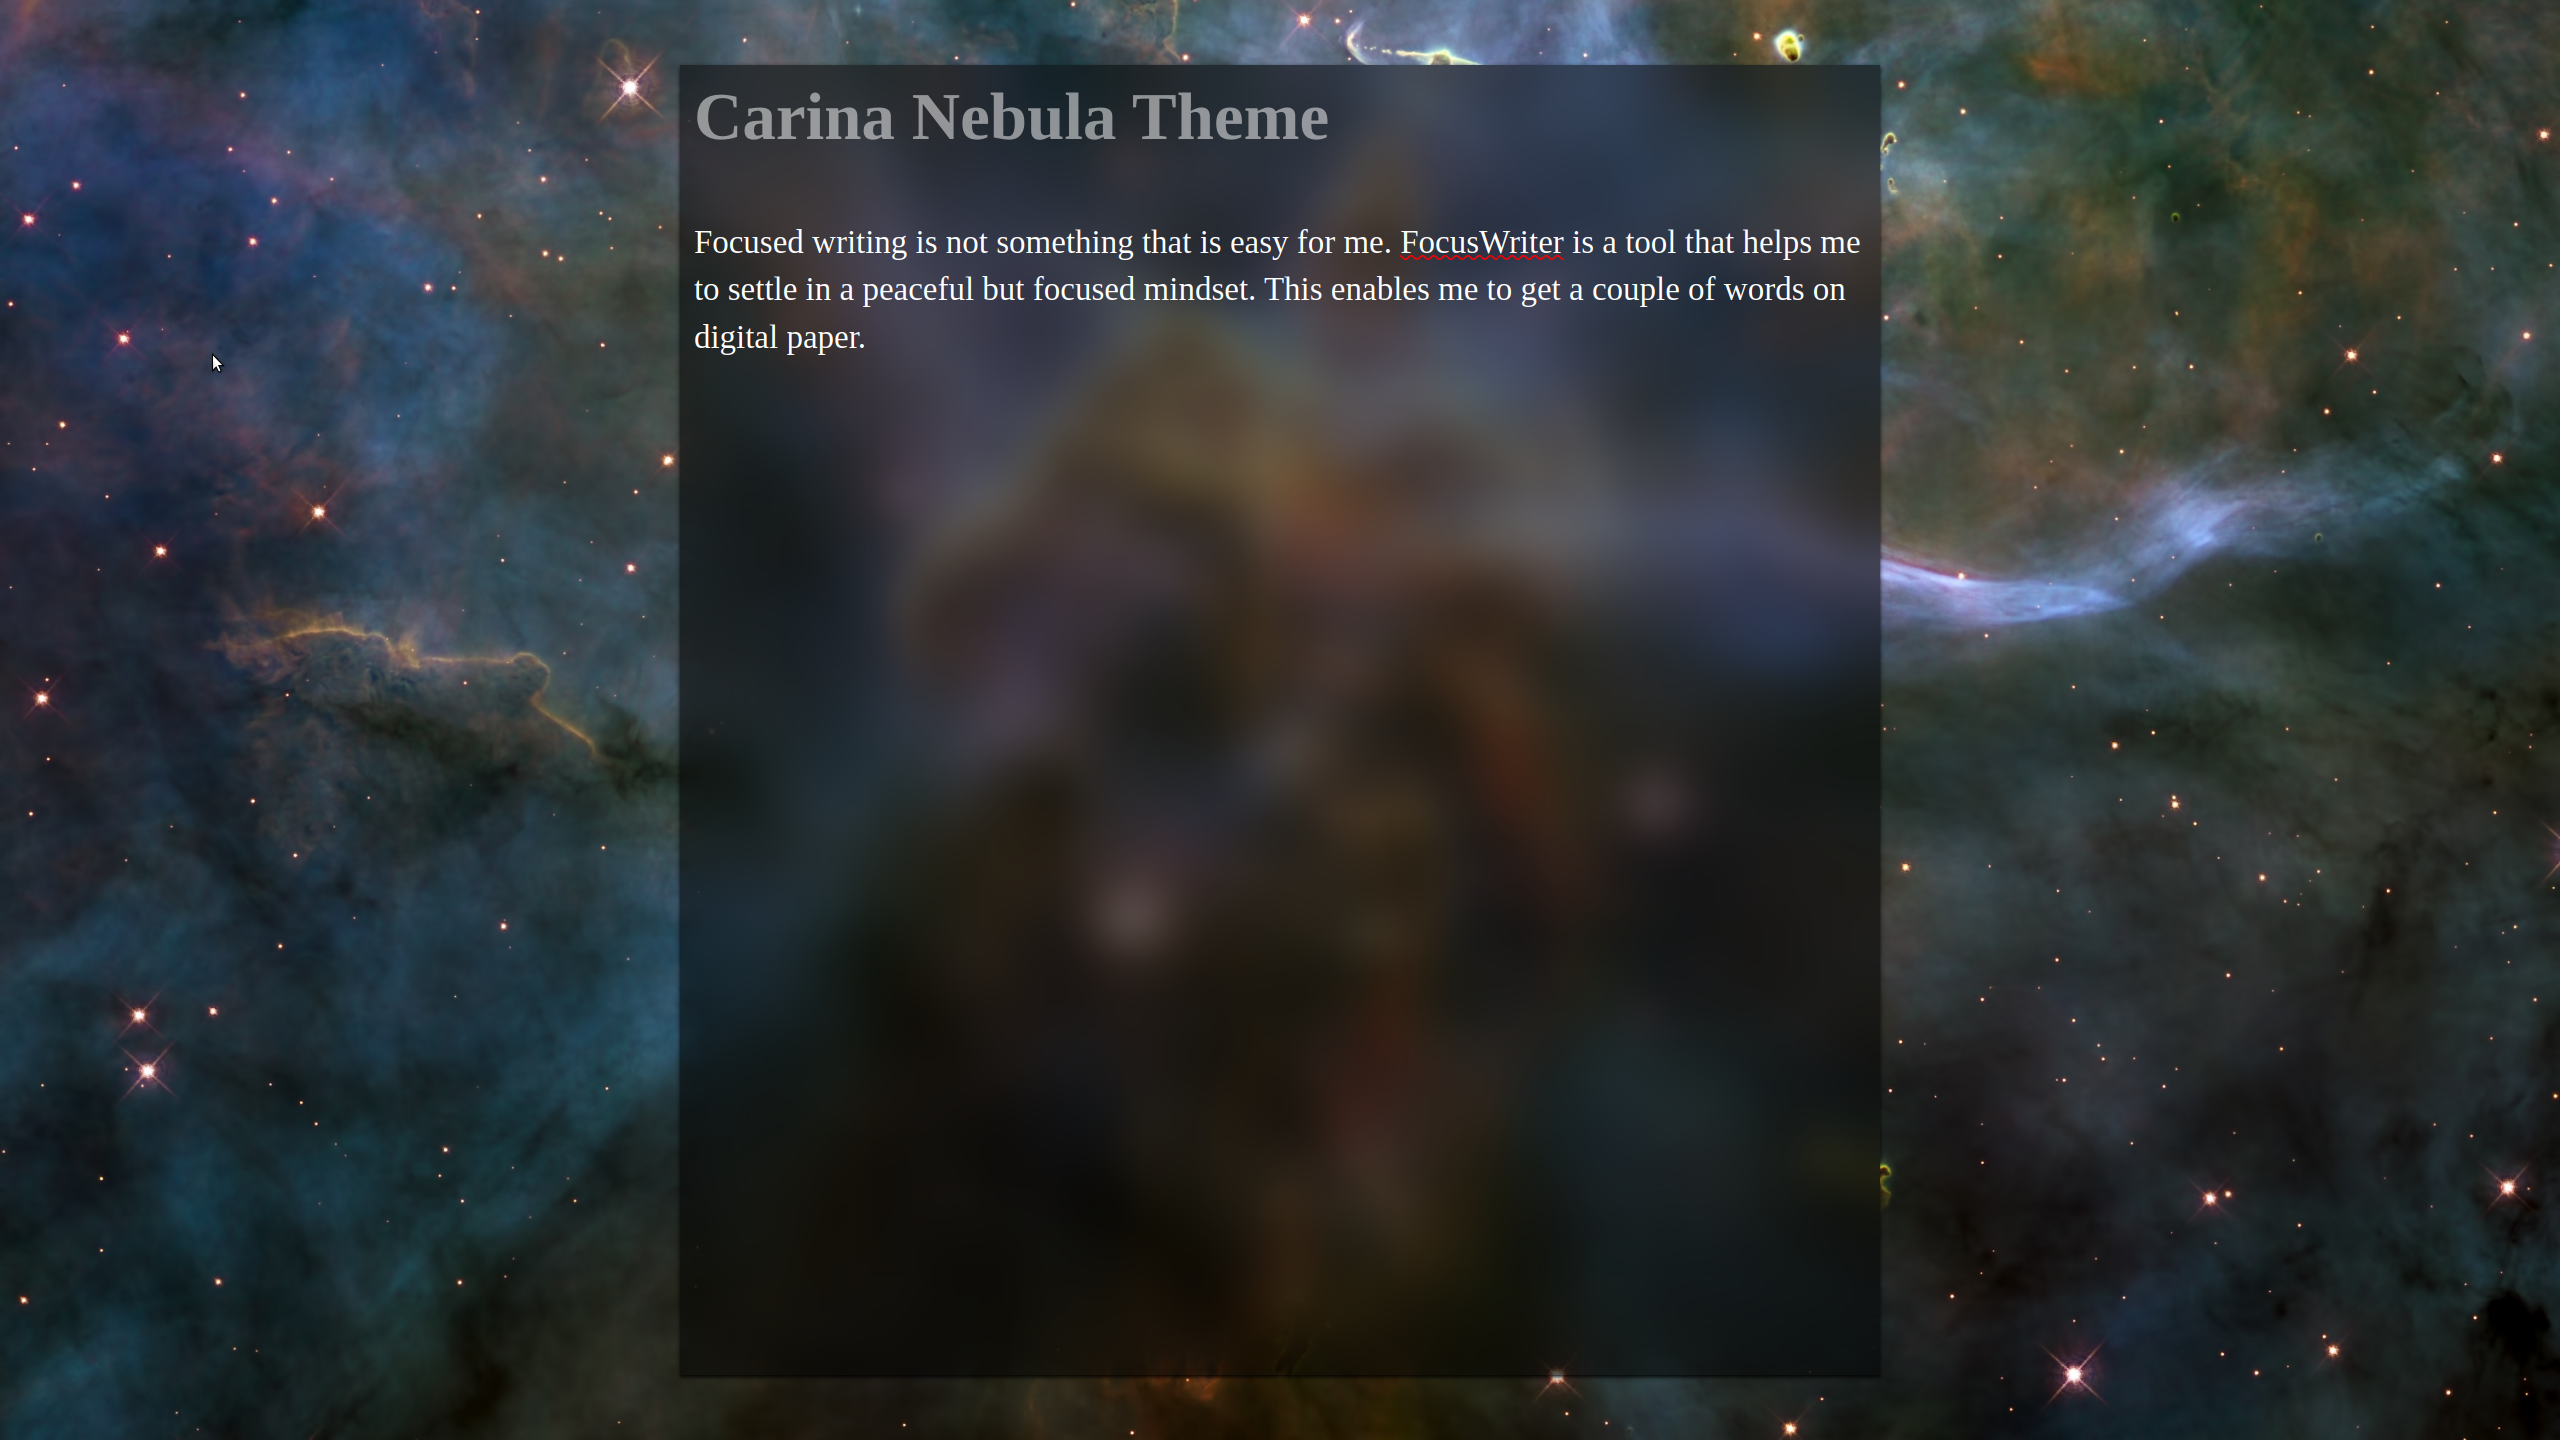 Carina Nebula Theme
Focused writing is not something that is easy for me. FocusWriter is a tool that helps me
to settle in a peaceful but focused mindset. This enables me to get a couple of words on
digital paper.